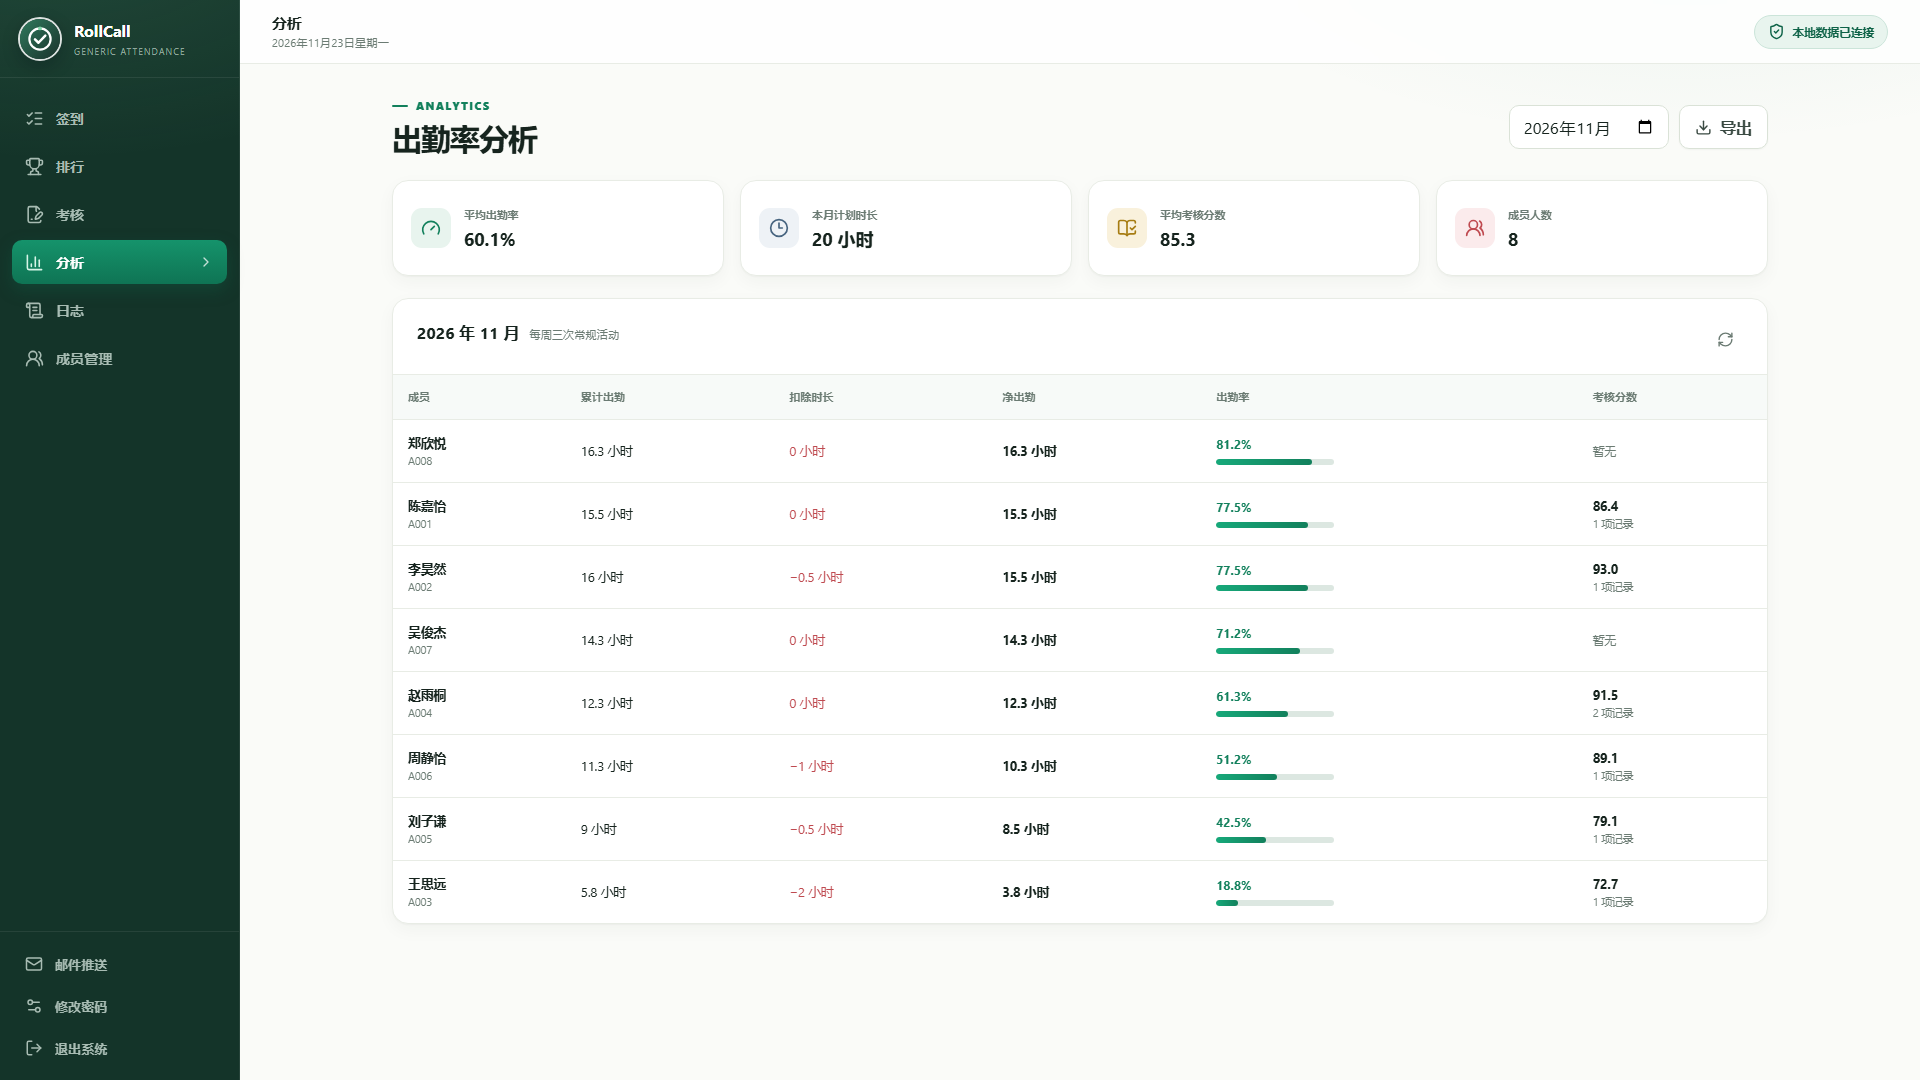 RollCall
GENERIC ATTENDANCE
签到
排行
考核
分析
日志
成员管理
邮件推送
修改密码
退出系统
分析
2026年11月23日星期一
本地数据已连接
ANALYTICS
出勤率分析
2026年11月
导出
平均出勤率
60.1%
本月计划时长
20 小时
平均考核分数
85.3
成员人数
8
2026 年 11 月 每周三次常规活动
成员 累计出勤 扣除时长 净出勤 出勤率 考核分数
郑欣悦
A008
16.3 小时 0 小时 16.3 小时 81.2% 暂无
陈嘉怡
A001
15.5 小时 0 小时 15.5 小时 77.5% 86.4
1 项记录
李昊然
A002
16 小时 −0.5 小时 15.5 小时 77.5% 93.0
1 项记录
吴俊杰
A007
14.3 小时 0 小时 14.3 小时 71.2% 暂无
赵雨桐
A004
12.3 小时 0 小时 12.3 小时 61.3% 91.5
2 项记录
周静怡
A006
11.3 小时 −1 小时 10.3 小时 51.2% 89.1
1 项记录
刘子谦
A005
9 小时 −0.5 小时 8.5 小时 42.5% 79.1
1 项记录
王思远
A003
5.8 小时 −2 小时 3.8 小时 18.8% 72.7
1 项记录